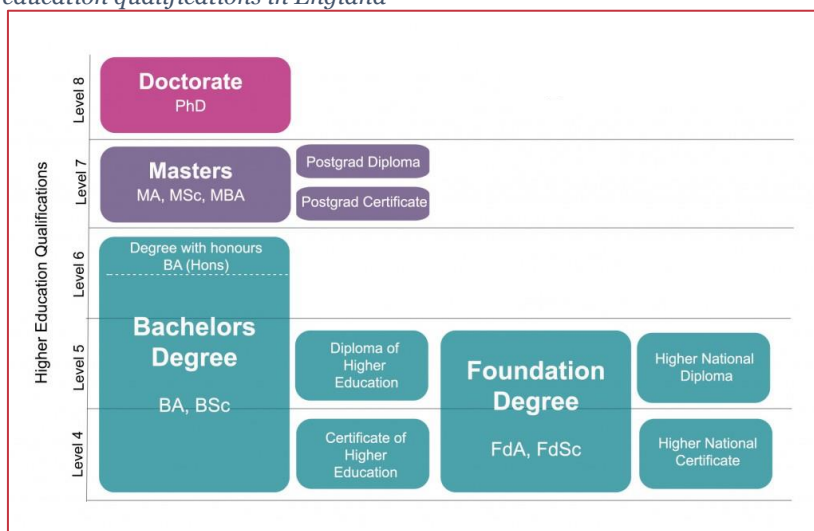 education qualifications in England
Higher Education Qualifications
Level 8
Doctorate
PhD
Level 7
Masters
MA, MSc, MBA
Postgrad Diploma
Postgrad Certificate
Level 6
Degree with honours
BA (Hons)
Bachelors
Degree
BA, BSc
Level 5
Diploma of
Higher
Education
Foundation
Degree
FdA, FdSc
Higher National
Diploma
Level 4
Certificate of
Higher
Education
Higher National
Certificate